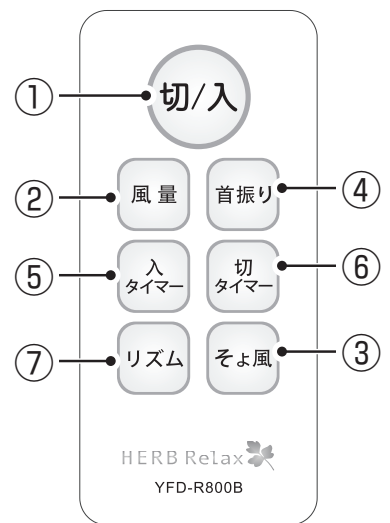 ① 切/入
② 風量 首振り ④
⑤ 入タイマー 切タイマー ⑥
⑦ リズム そよ風 ③
HERB Relax
YFD-R800B